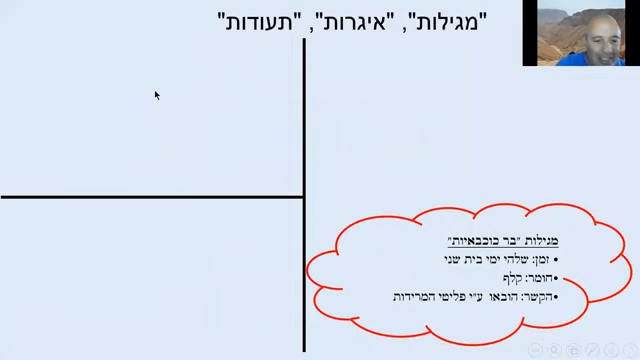 "מגילות", "איגרות", "תעודות"
מגילות "בר כוכבאיות"
• זמן: שלהי ימי בית שני
• חומר: קלף
• הקשר: הובאו ע"י פליטי המרידות